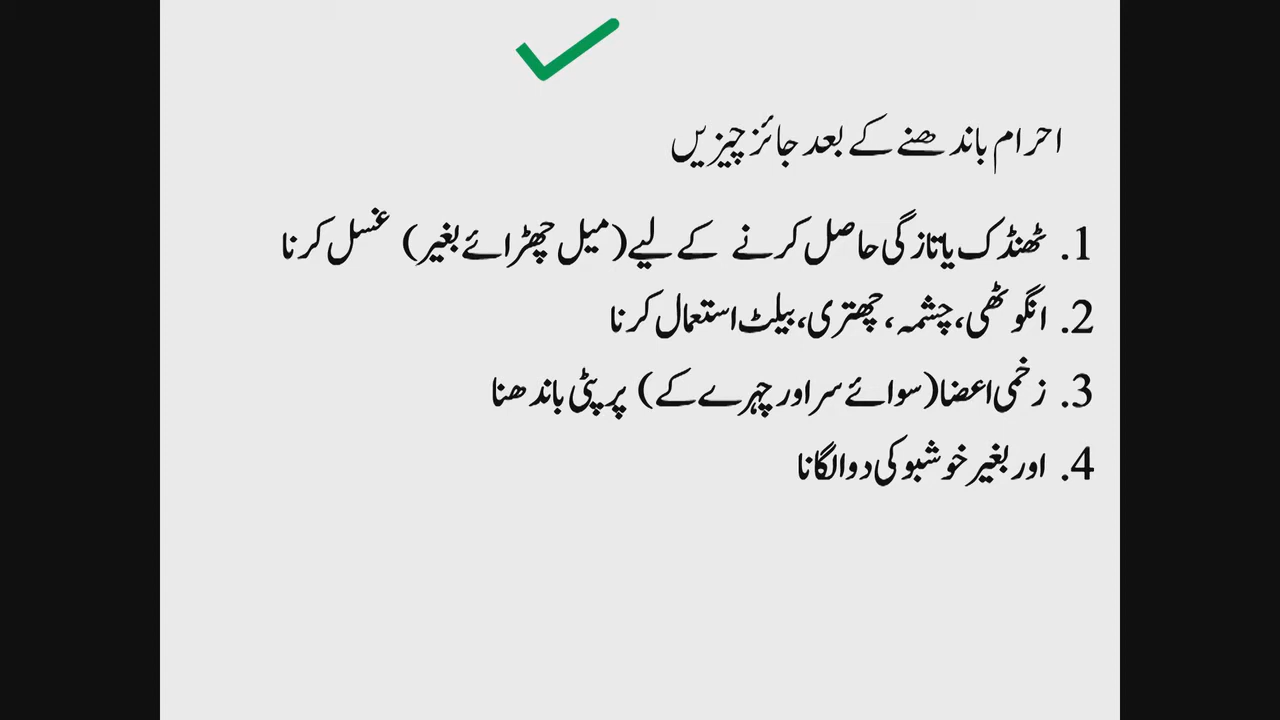 احرام باندھنے کے بعد جائز چیزیں
1. ٹھنڈک یا تازگی حاصل کرنے کے لیے (میل چھڑائے بغیر) غسل کرنا
2. انگوٹھی، چشمہ، چھتری، بیلٹ استعمال کرنا
3. زخمی اعضا (سوائے سر اور چہرے کے) پر پٹی باندھنا
4. اور بغیر خوشبو کی دوا لگانا